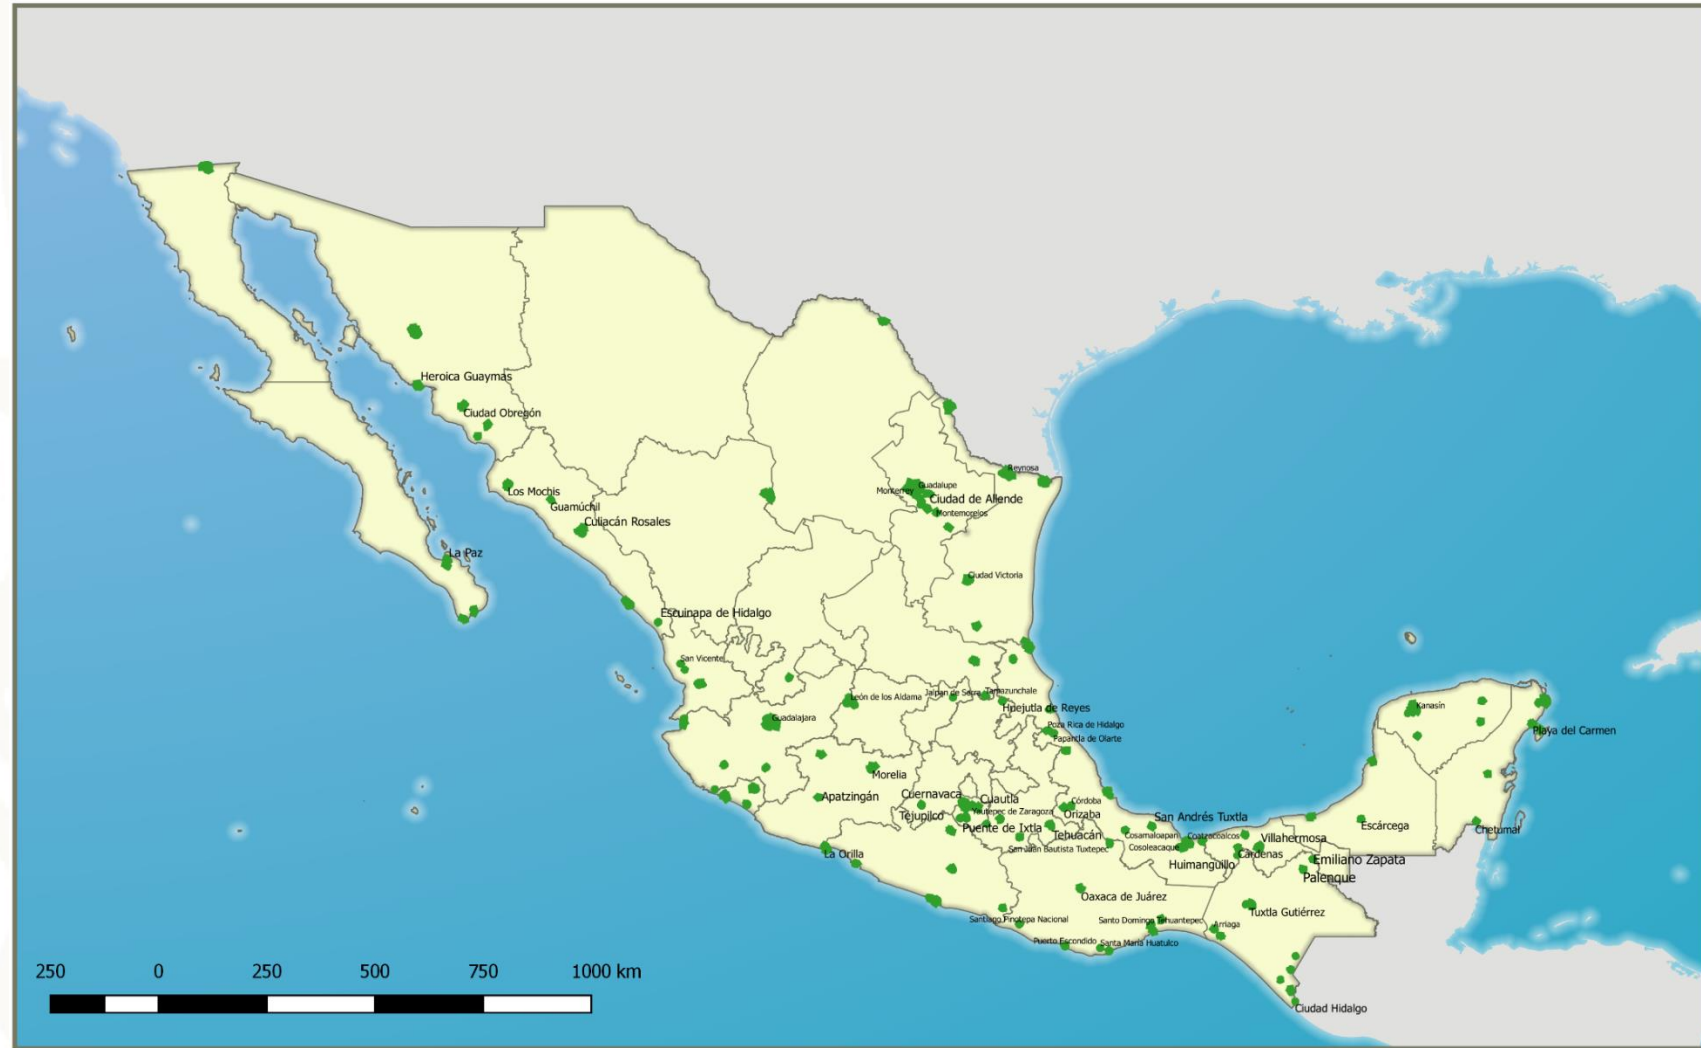 Heroica Guaymas
Ciudad Obregón
Reynosa
Los Mochis
Guadalupe
Monterrey
Ciudad de Allende
Guamúchil
Montemorelos
Culiacán Rosales
La Paz
Ciudad Victoria
Escuinapa de Hidalgo
San Vicente
León de los Aldama
Jalpan de Serra
Tamazunchale
Huejutla de Reyes
Kanasín
Guadalajara
Poza Rica de Hidalgo
Papantla de Olarte
Playa del Carmen
Morelia
Apatzingán
Cuernavaca
Cuautla
Córdoba
Yautepec de Zaragoza
Orizaba
Tejupilco
San Andrés Tuxtla
Puente de Ixtla
Tehuacán
Cosamaloapan
Coatzacoalcos
Villahermosa
Escárcega
Chetumal
San Juan Bautista Tuxtepec
Cosoleacaque
Cárdenas
La Orilla
Huimanguillo
Emiliano Zapata
Palenque
Oaxaca de Juárez
Tuxtla Gutiérrez
Santiago Pinotepa Nacional
Santo Domingo Tehuantepec
Arriaga
Puerto Escondido
Santa María Huatulco
250 0 250 500 750 1000 km
Ciudad Hidalgo